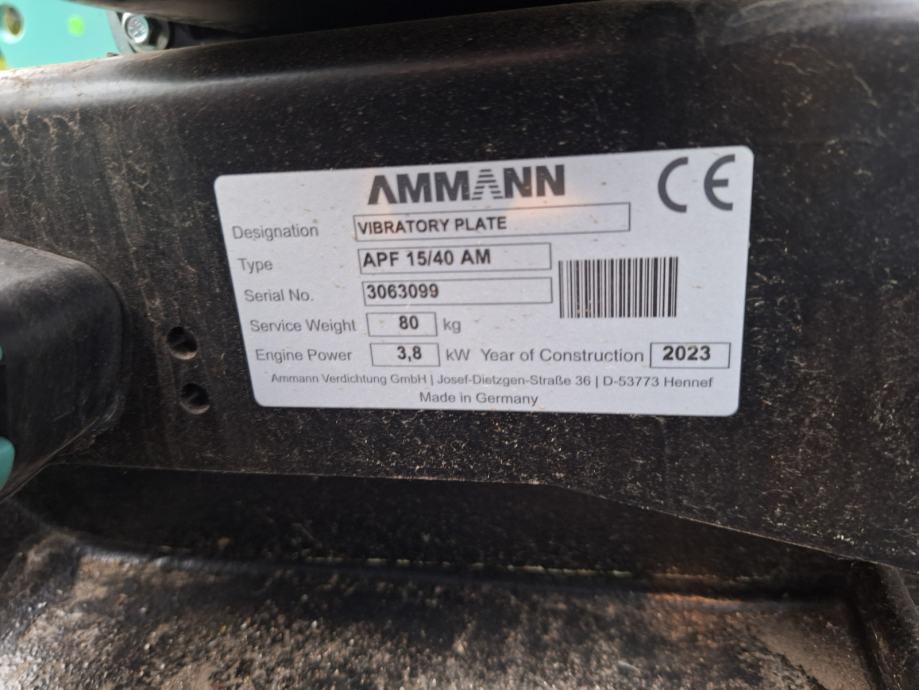 AMMANN CE
Designation VIBRATORY PLATE
Type APF 15/40 AM
Serial No. 3063099
Service Weight 80 kg
Engine Power 3,8 kW Year of Construction 2023
Ammann Verdichtung GmbH | Josef-Dietzgen-Straße 36 | D-53773 Hennef
Made in Germany